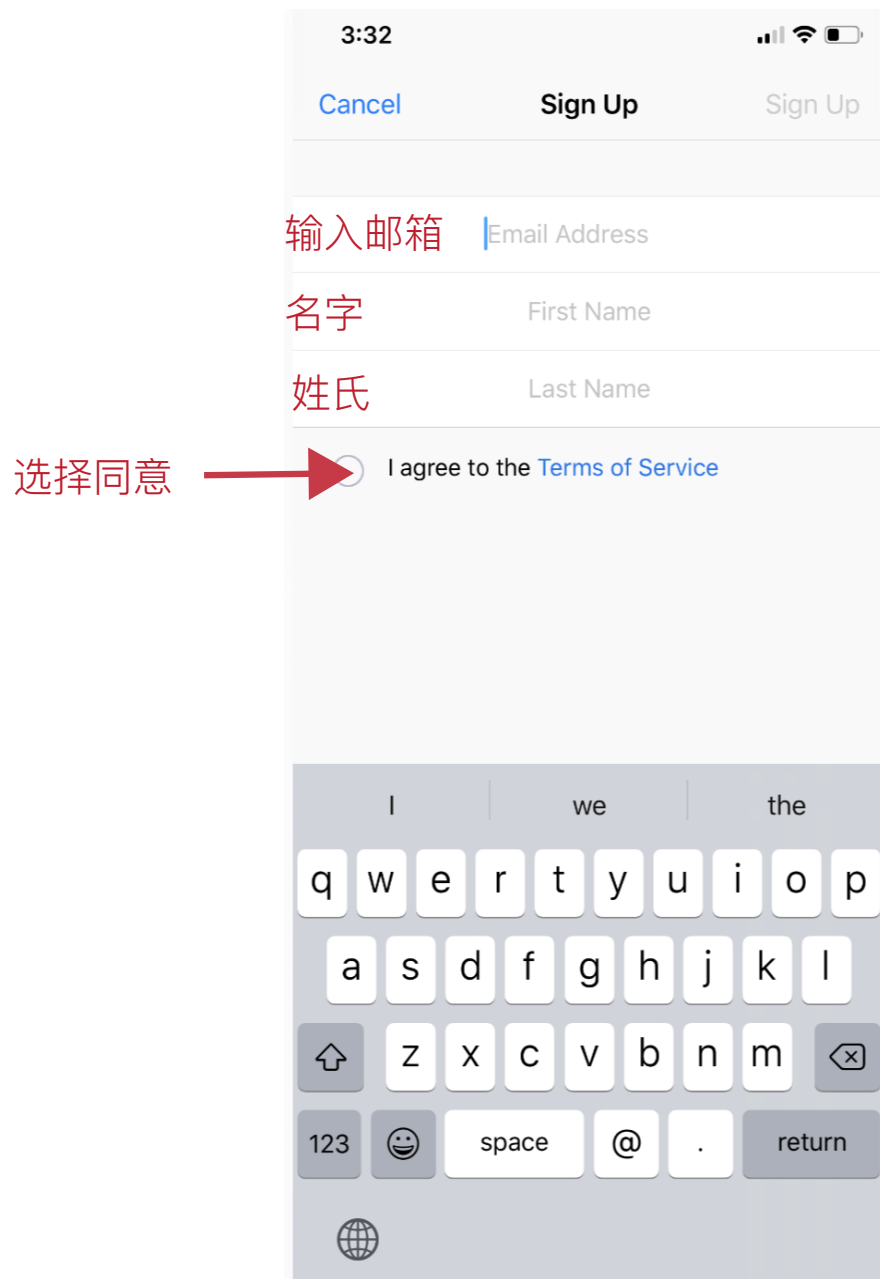 3:32
Cancel Sign Up Sign Up
输入邮箱 Email Address
名字 First Name
姓氏 Last Name
选择同意 I agree to the Terms of Service
I we the
q w e r t y u i o p
a s d f g h j k l
z x c v b n m
123 space @ . return